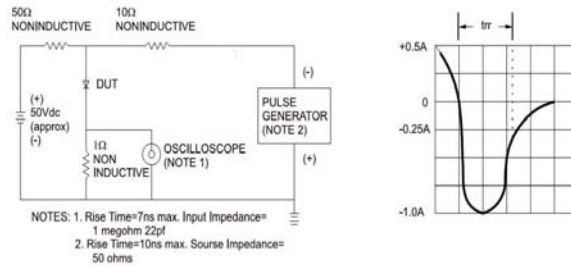 50Ω
NONINDUCTIVE
10Ω
NONINDUCTIVE
DUT
(+)
50Vdc
(approx)
(-)
1Ω
NON
INDUCTIVE
OSCILLOSCOPE
(NOTE 1)
(-)
PULSE
GENERATOR
(NOTE 2)
(+)
NOTES: 1. Rise Time=7ns max. Input Impedance=
1 megohm 22pf
2. Rise Time=10ns max. Sourse Impedance=
50 ohms
trr
+0.5A
0
-0.25A
-1.0A